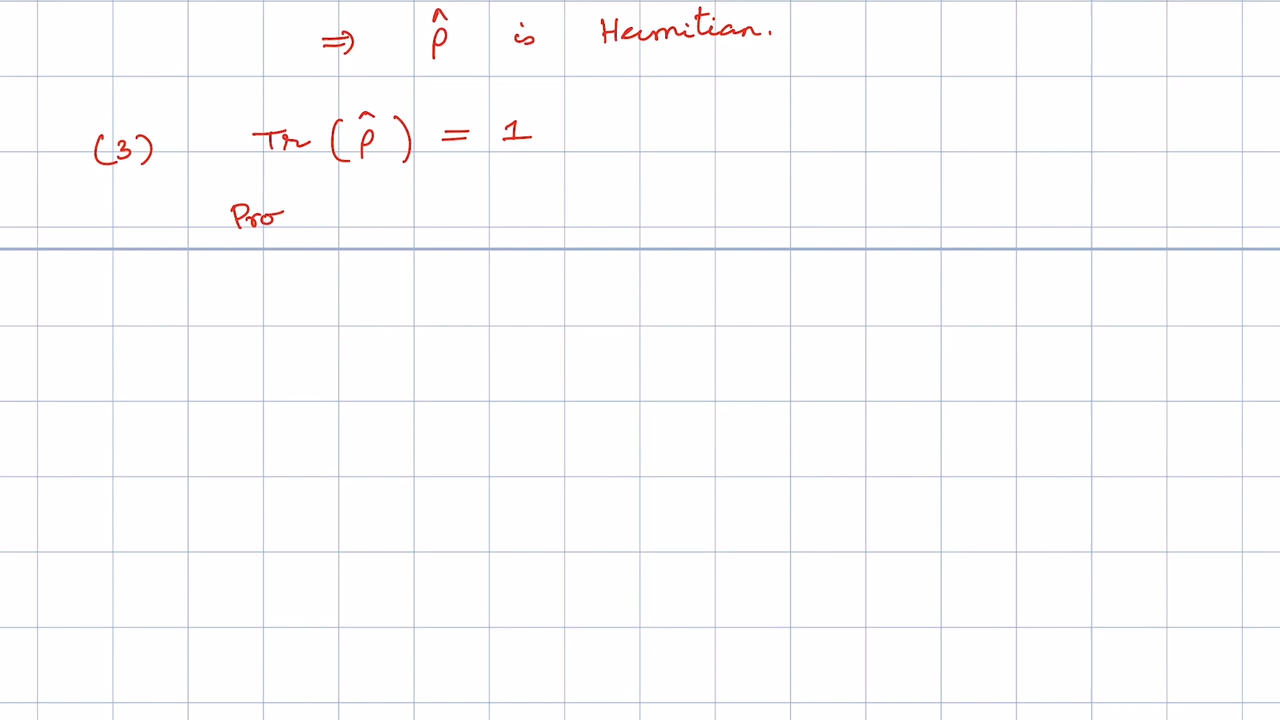 ⇒ ρ̂ is Hermitian.
(3) Tr (ρ̂) = 1
Pro